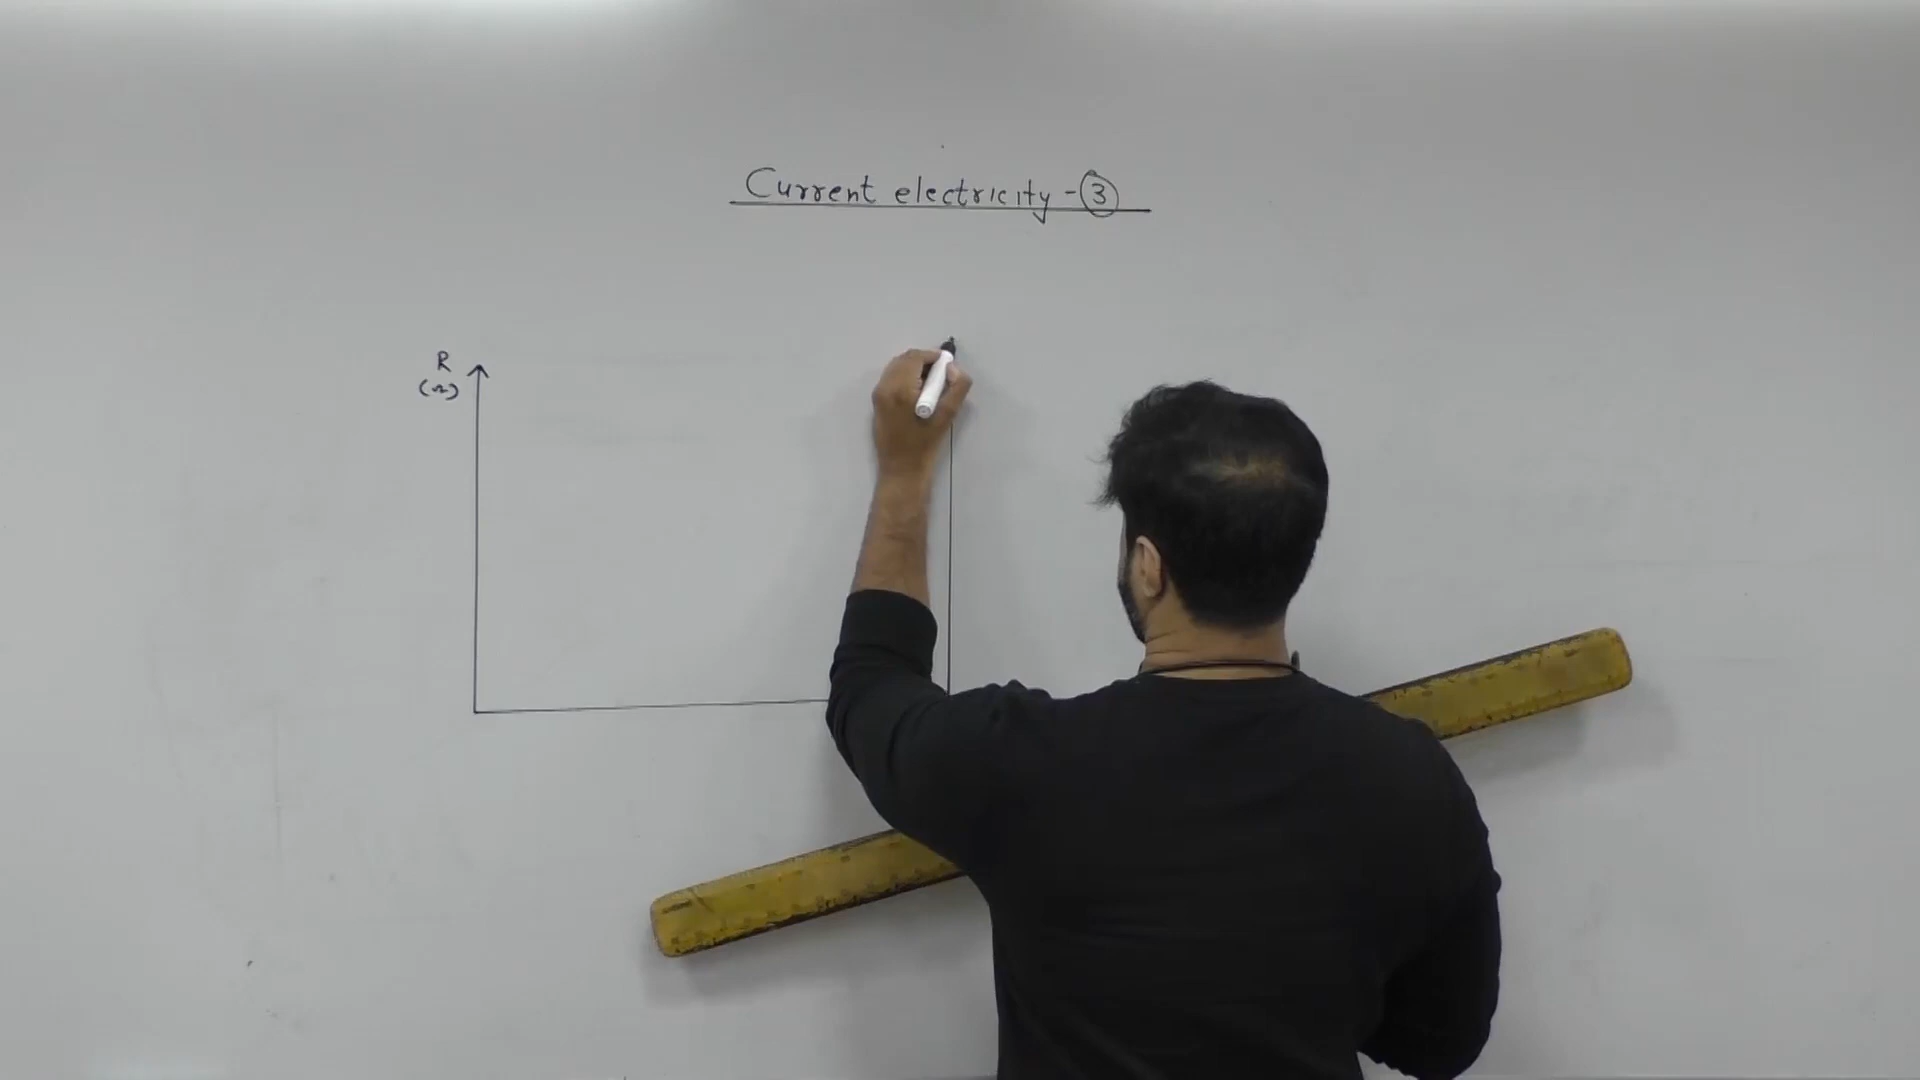 Current electricity - 3
R
(Ω)